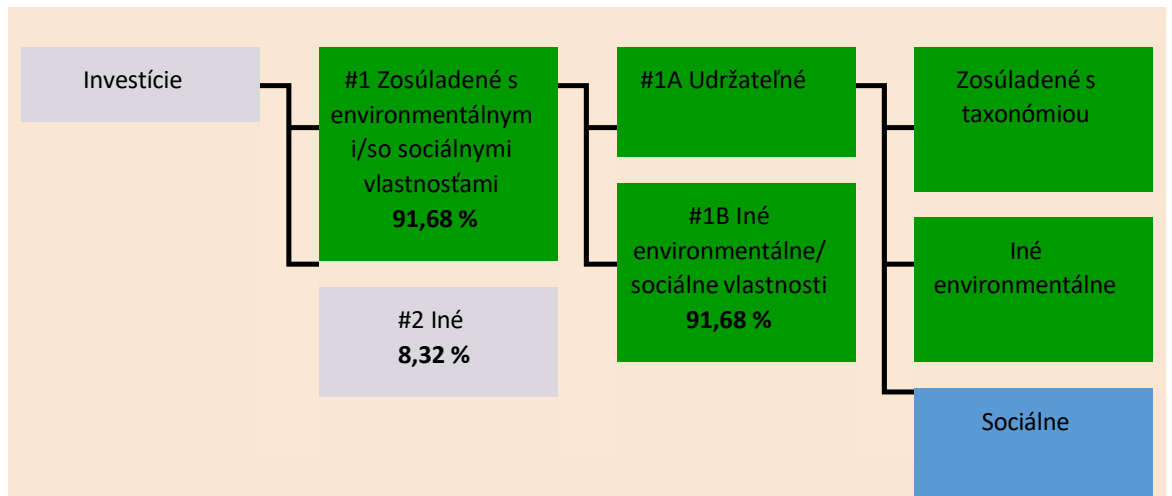 Investície
#1 Zosúladené s
environmentálnym
i/so sociálnymi
vlastnosťami
91,68 %
#2 Iné
8,32 %
#1A Udržateľné
#1B Iné
environmentálne/
sociálne vlastnosti
91,68 %
Zosúladené s
taxonómiou
Iné
environmentálne
Sociálne